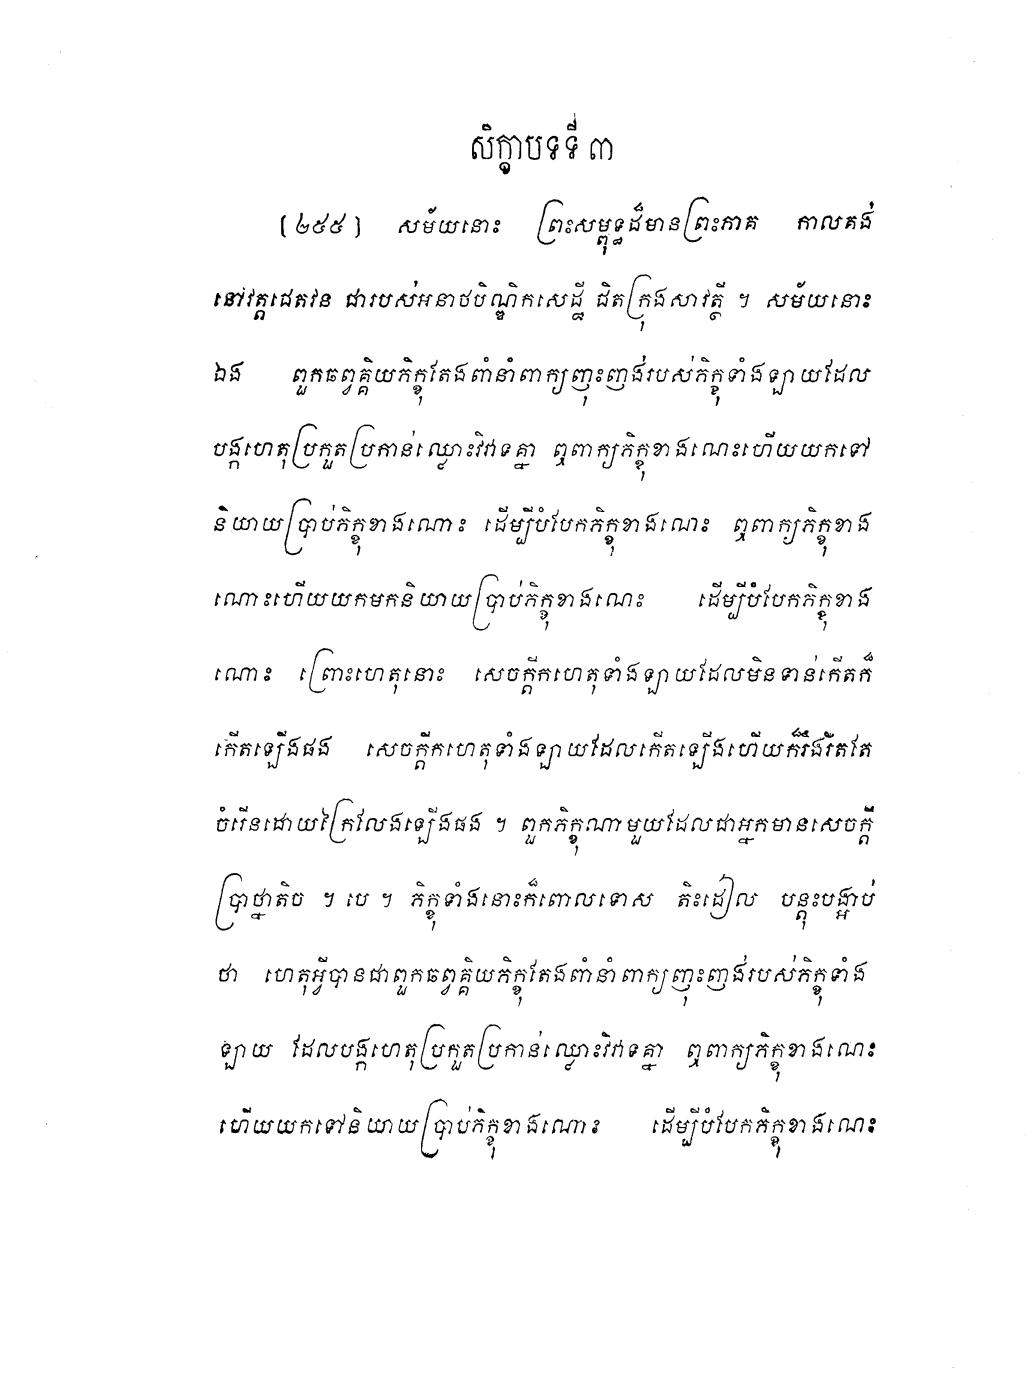 សិក្ខាបទទី ៣
(២៥៥) សម័យនោះ ព្រះសម្ពុទ្ធដ៏មានព្រះភាគ កាលគង់
នៅវត្តជេតវន ជារបស់អនាថបិណ្ឌិកសេដ្ឋី ជិតក្រុងសាវត្ថី ។ សម័យនោះ
ឯង ពួកឆព្វគ្គិយភិក្ខុតែងពាំនាំពាក្យញុះញង់របស់ភិក្ខុទាំងឡាយដែល
បង្កហេតុប្រកួតប្រកាន់ឈ្លោះវិវាទគ្នា ឮពាក្យភិក្ខុខាងណេះហើយយកទៅ
និយាយប្រាប់ភិក្ខុខាងណោះ ដើម្បីបំបែកភិក្ខុខាងណេះ ឮពាក្យភិក្ខុខាង
ណោះហើយយកមកនិយាយប្រាប់ភិក្ខុខាងណេះ ដើម្បីបំបែកភិក្ខុខាង
ណោះ ព្រោះហេតុនោះ សេចក្តីកហេតុទាំងឡាយដែលមិនទាន់កើតក៏
កើតឡើងផង សេចក្តីកហេតុទាំងឡាយដែលកើតឡើងហើយក៏រឹងរឹតតែ
ចំរើនដោយក្រៃលែងឡើងផង ។ ពួកភិក្ខុណាមួយដែលជាអ្នកមានសេចក្តី
ប្រាថ្នាតិច ។ បេ ។ ភិក្ខុទាំងនោះក៏ពោលទោស តិះដៀល បន្តុះបង្អាប់
ថា ហេតុអ្វីបានជាពួកឆព្វគ្គិយភិក្ខុតែងពាំនាំពាក្យញុះញង់របស់ភិក្ខុទាំង
ឡាយ ដែលបង្កហេតុប្រកួតប្រកាន់ឈ្លោះវិវាទគ្នា ឮពាក្យភិក្ខុខាងណេះ
ហើយយកទៅនិយាយប្រាប់ភិក្ខុខាងណោះ ដើម្បីបំបែកភិក្ខុខាងណេះ